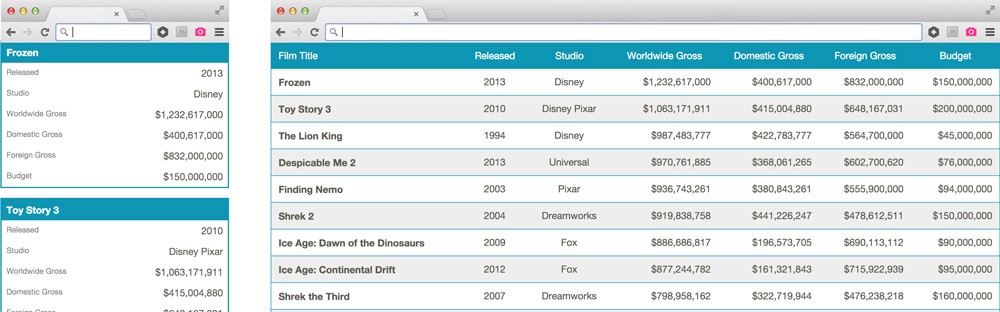 Frozen
Released 2013
Studio Disney
Worldwide Gross $1,232,617,000
Domestic Gross $400,617,000
Foreign Gross $832,000,000
Budget $150,000,000
Toy Story 3
Released 2010
Studio Disney Pixar
Worldwide Gross $1,063,171,911
Domestic Gross $415,004,880
Film Title Released Studio Worldwide Gross Domestic Gross Foreign Gross Budget
Frozen 2013 Disney $1,232,617,000 $400,617,000 $832,000,000 $150,000,000
Toy Story 3 2010 Disney Pixar $1,063,171,911 $415,004,880 $648,167,031 $200,000,000
The Lion King 1994 Disney $987,483,777 $422,783,777 $564,700,000 $45,000,000
Despicable Me 2 2013 Universal $970,761,885 $368,061,265 $602,700,620 $76,000,000
Finding Nemo 2003 Pixar $936,743,261 $380,843,261 $555,900,000 $94,000,000
Shrek 2 2004 Dreamworks $919,838,758 $441,226,247 $478,612,511 $150,000,000
Ice Age: Dawn of the Dinosaurs 2009 Fox $886,686,817 $196,573,705 $690,113,112 $90,000,000
Ice Age: Continental Drift 2012 Fox $877,244,782 $161,321,843 $715,922,939 $95,000,000
Shrek the Third 2007 Dreamworks $798,958,162 $322,719,944 $476,238,218 $160,000,000